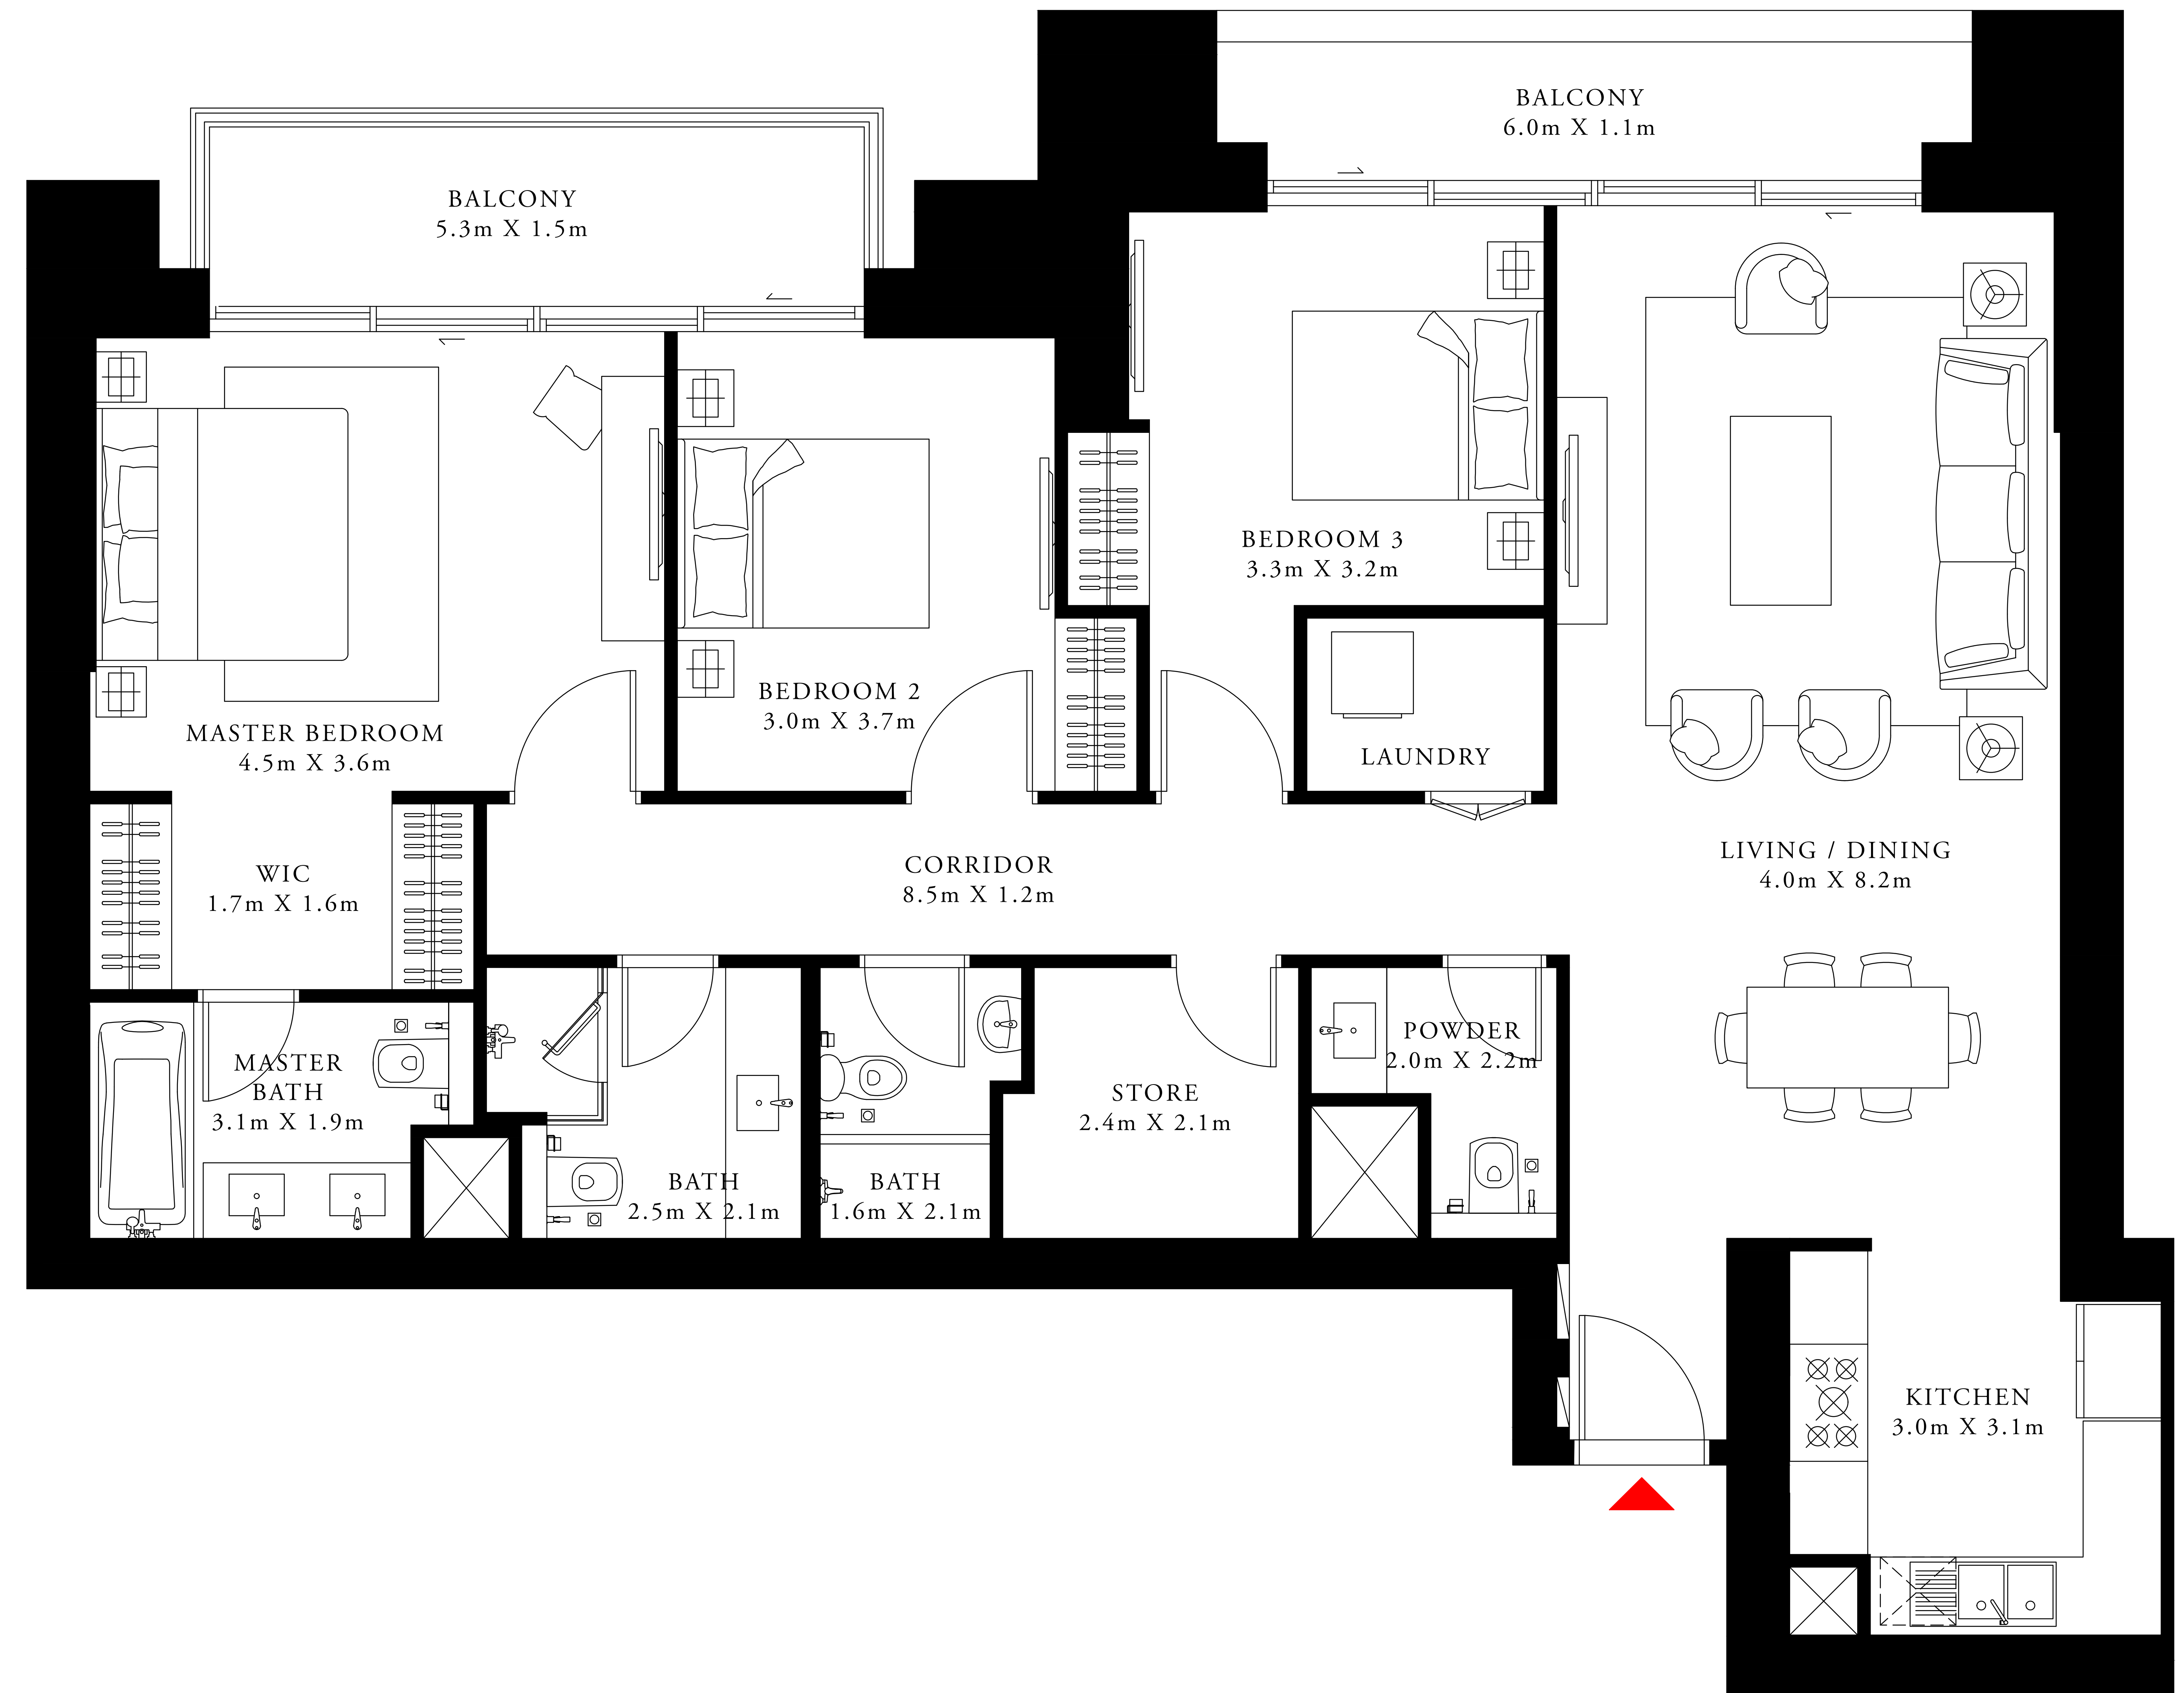 BALCONY
6.0m X 1.1m
BALCONY
5.3m X 1.5m
BEDROOM 3
3.3m X 3.2m
BEDROOM 2
3.0m X 3.7m
MASTER BEDROOM
4.5m X 3.6m
LAUNDRY
LIVING / DINING
4.0m X 8.2m
CORRIDOR
8.5m X 1.2m
WIC
1.7m X 1.6m
MASTER
BATH
3.1m X 1.9m
POWDER
2.0m X 2.2m
STORE
2.4m X 2.1m
BATH
2.5m X 2.1m
BATH
1.6m X 2.1m
KITCHEN
3.0m X 3.1m